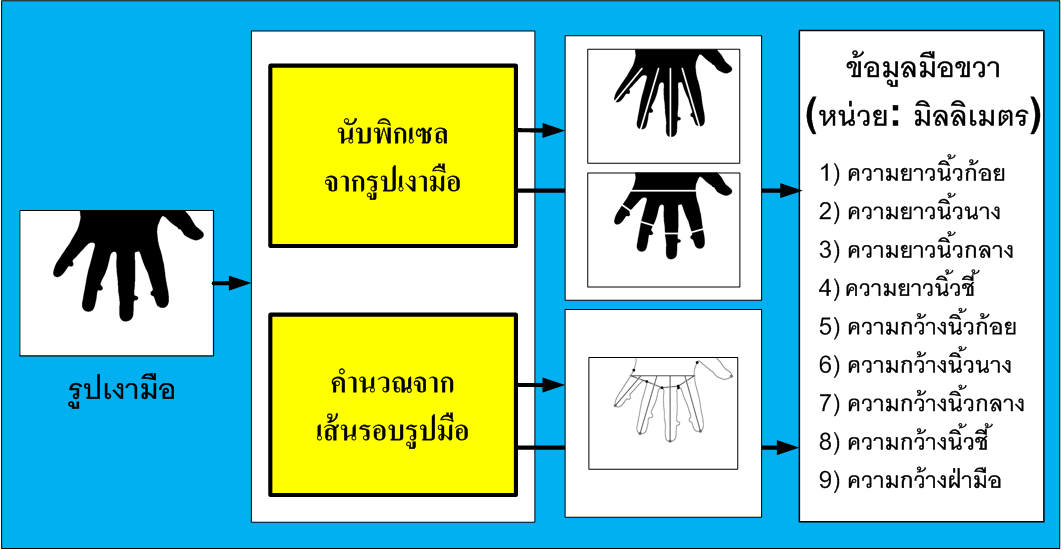 รูปเงามือ
นับพิกเซล
จากรูปเงามือ
คำนวณจาก
เส้นรอบรูปมือ
ข้อมูลมือขวา
(หน่วย: มิลลิเมตร)
1) ความยาวนิ้วก้อย
2) ความยาวนิ้วนาง
3) ความยาวนิ้วกลาง
4) ความยาวนิ้วชี้
5) ความกว้างนิ้วก้อย
6) ความกว้างนิ้วนาง
7) ความกว้างนิ้วกลาง
8) ความกว้างนิ้วชี้
9) ความกว้างฝ่ามือ